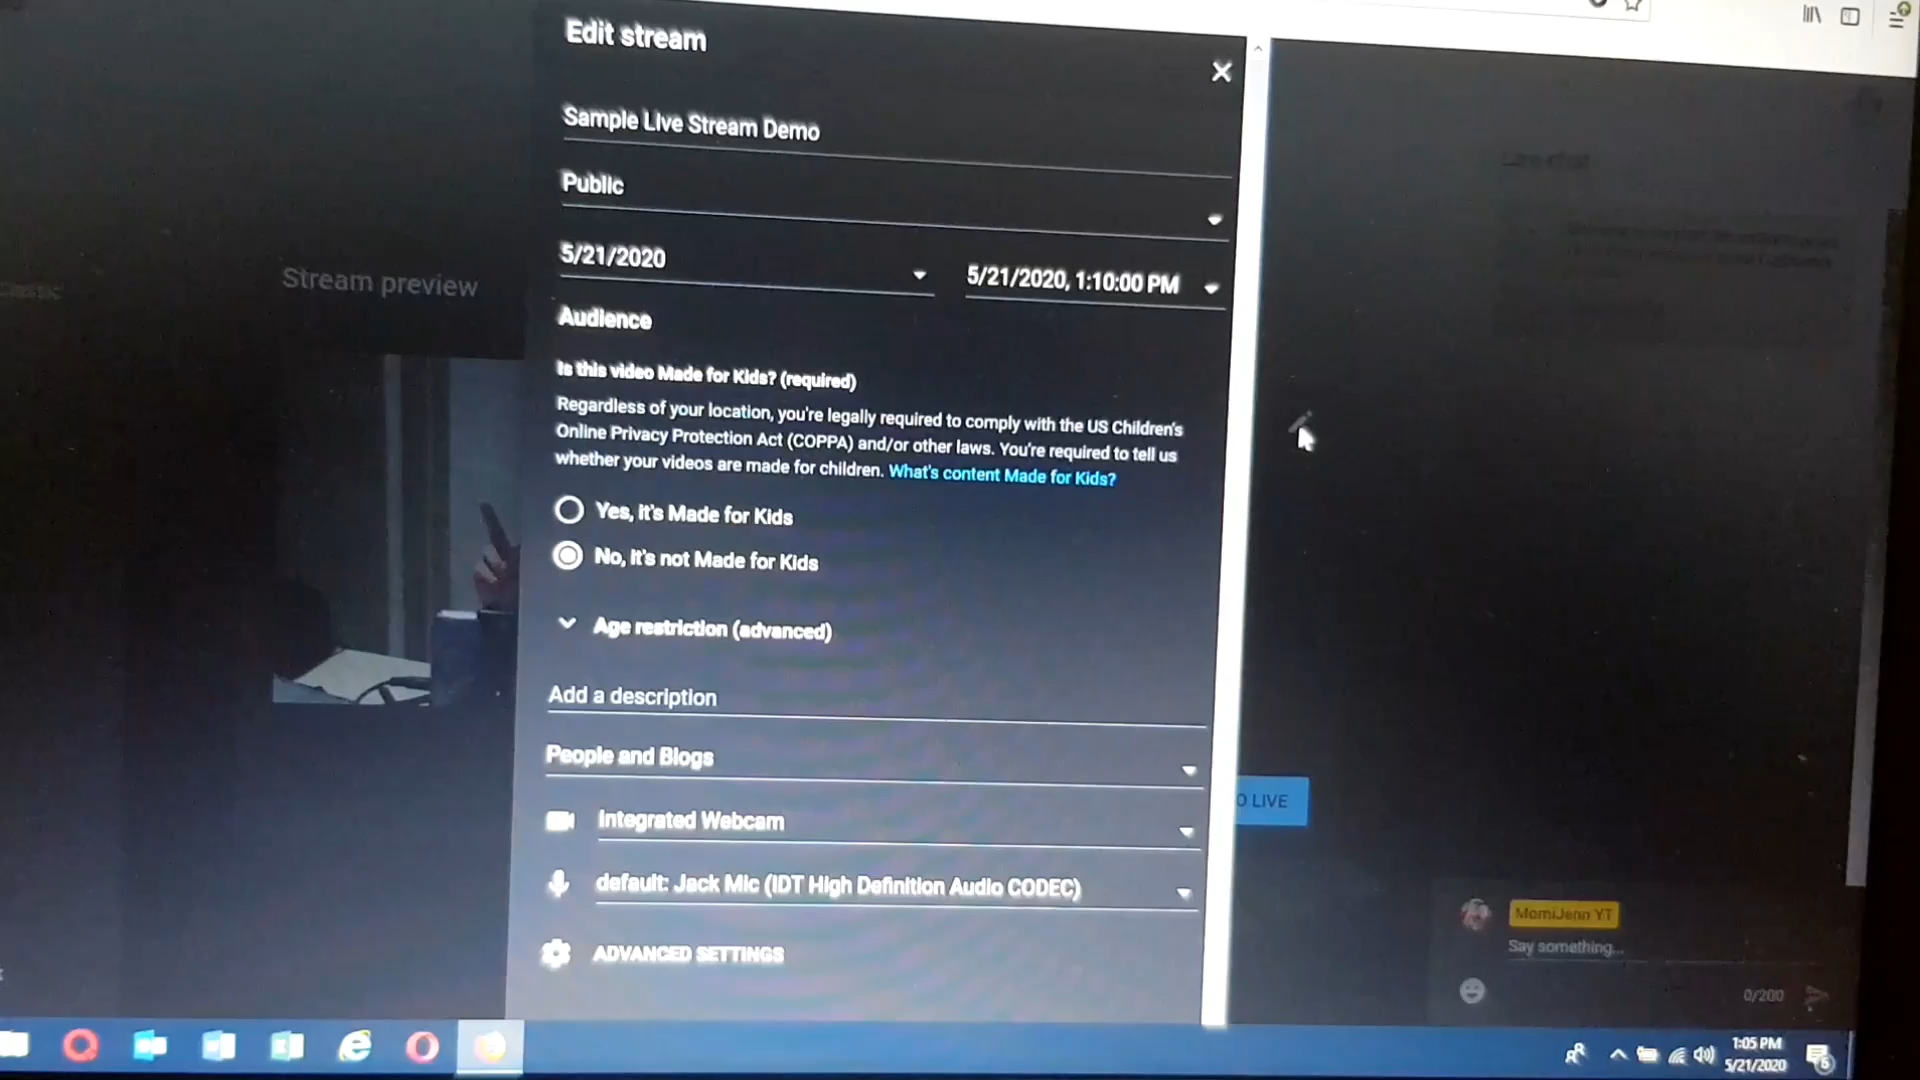 Edit stream
Sample Live Stream Demo
Public
5/21/2020
5/21/2020, 1:10:00 PM
Audience
Is this video Made for Kids? (required)
Regardless of your location, you're legally required to comply with the US Children's
Online Privacy Protection Act (COPPA) and/or other laws. You're required to tell us
whether your videos are made for children. What's content Made for Kids?
Yes, it's Made for Kids
No, it's not Made for Kids
Age restriction (advanced)
Add a description
People and Blogs
Integrated Webcam
default: Jack Mic (IDT High Definition Audio CODEC)
ADVANCED SETTINGS
Stream preview
Live chat
O LIVE
MomiJenn YT
Say something...
0/200
1:05 PM
5/21/2020
6